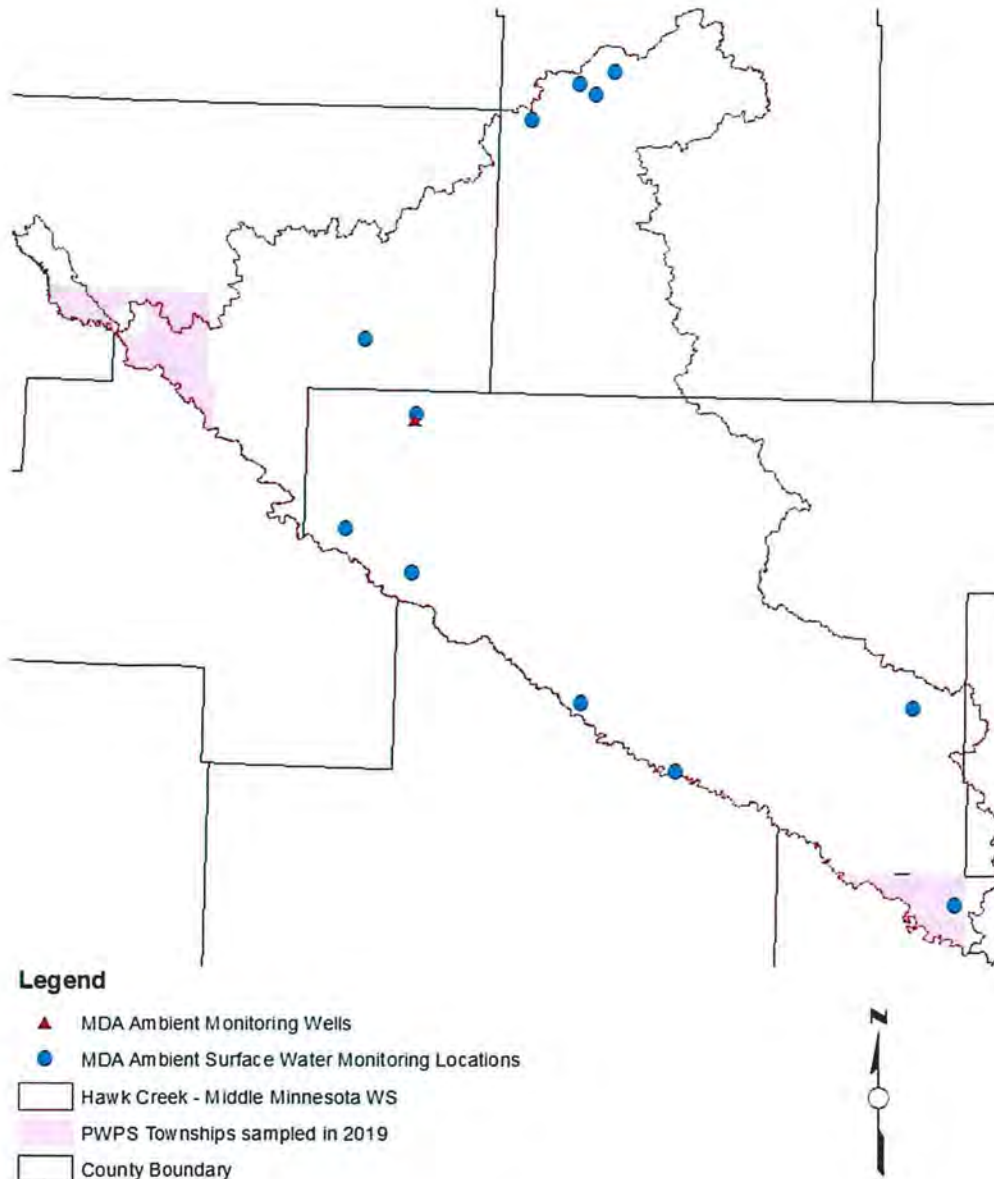 Legend
MDA Ambient Monitoring Wells
MDA Ambient Surface Water Monitoring Locations
Hawk Creek - Middle Minnesota WS
PWPS Townships sampled in 2019
County Boundary
N